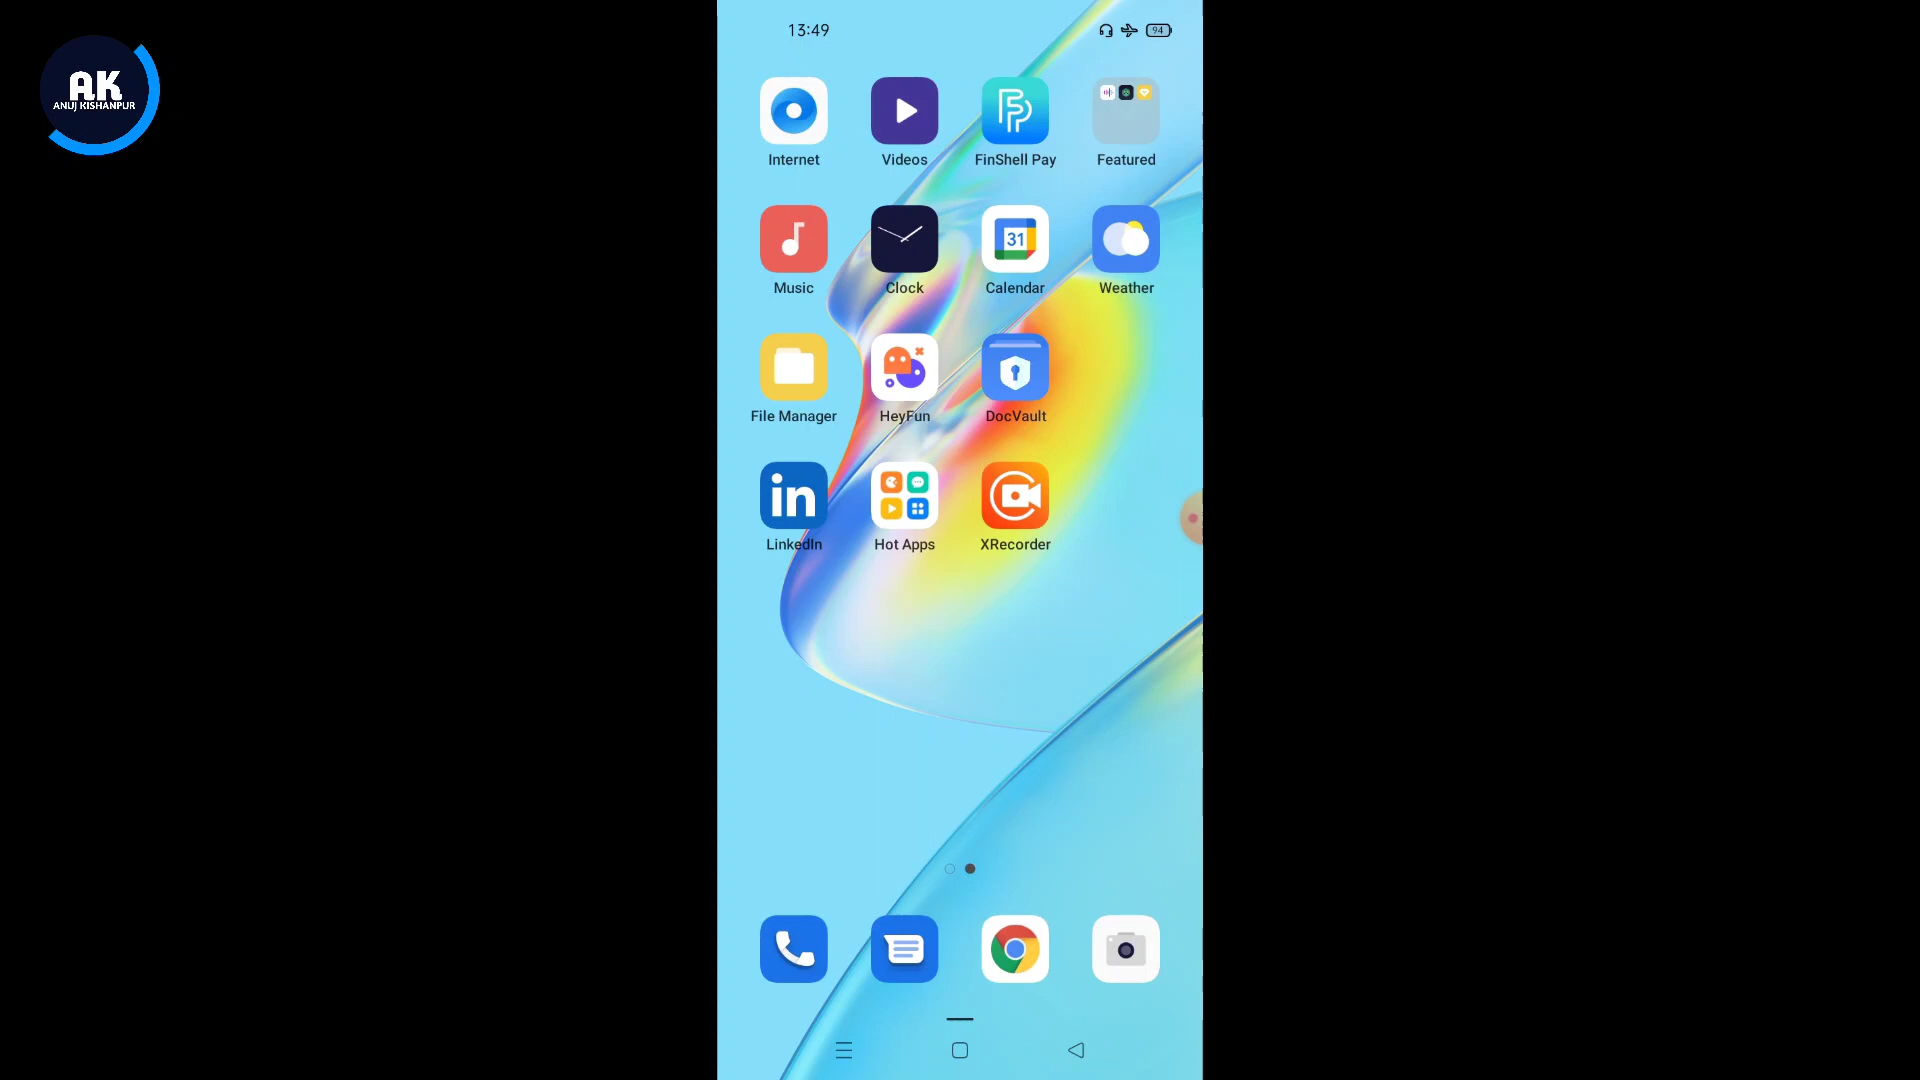 AK
ANUJ KISHANPUR
13:49
94
Internet
Videos
FinShell Pay
Featured
31
Music
Clock
Calendar
Weather
File Manager
HeyFun
DocVault
in
LinkedIn
Hot Apps
XRecorder